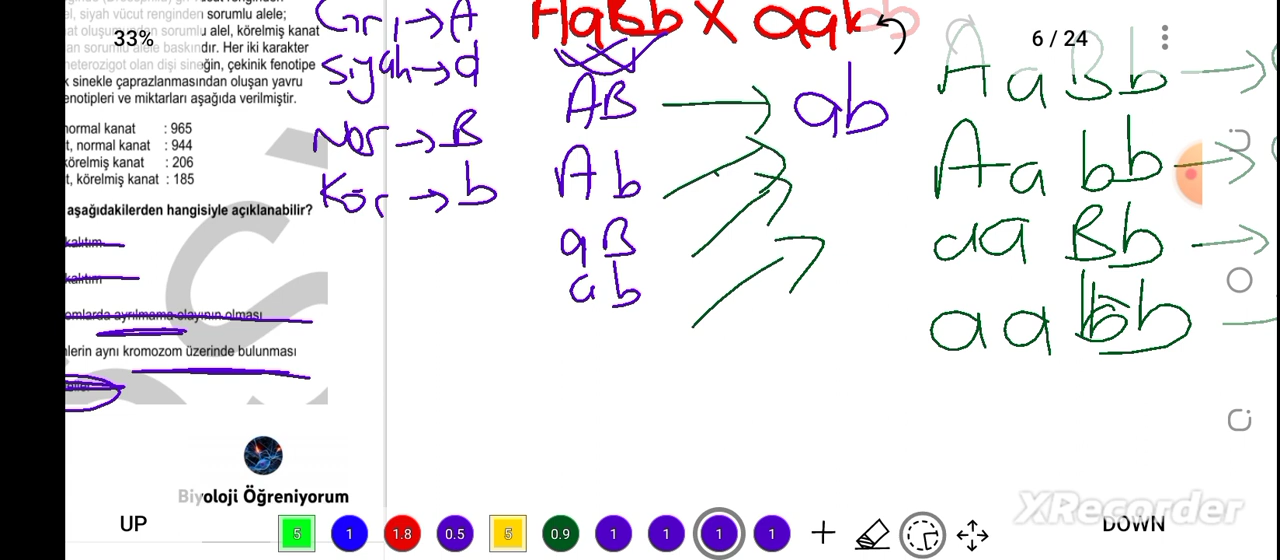 siyah vücut renginden sorumlu alele;
sorumlu alel, körelmiş kanat
an sorumlu alele baskındır. Her iki karakter
heterozigot olan dişi sineğin, çekinik fenotipe
k sinekle çaprazlanmasından oluşan yavru
enotipleri ve miktarları aşağıda verilmiştir.
normal kanat : 965
t, normal kanat : 944
körelmiş kanat : 206
t, körelmiş kanat : 185
aşağıdakilerden hangisiyle açıklanabilir?
kalıtım
kalıtım
omlarda ayrılmama olayının olması
nlerin aynı kromozom üzerinde bulunması
33%
6 / 24
Gri → A
Siyah → a
Nor → B
Kör → b
AaBb X aabb
AB
Ab
aB
ab
ab
AaBb →
Aabb →
aaBb →
aabb
Biyoloji Öğreniyorum
UP
5 1 1.8 0.5 5 0.9 1 1 1 1
XRecorder
DOWN